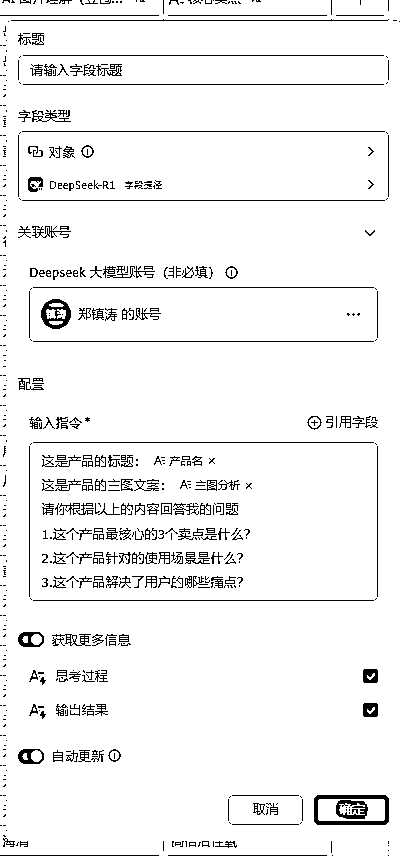 标题
请输入字段标题
字段类型
对象
DeepSeek-R1 字段捷径
关联账号
Deepseek 大模型账号（非必填）
镇涛 郑镇涛 的账号
配置
输入指令* 引用字段
这是产品的标题： 产品名 ×
这是产品的主图文案： 主图分析 ×
请你根据以上的内容回答我的问题
1.这个产品最核心的3个卖点是什么？
2.这个产品针对的使用场景是什么？
3.这个产品解决了用户的哪些痛点？
获取更多信息
思考过程
输出结果
自动更新
取消 确定